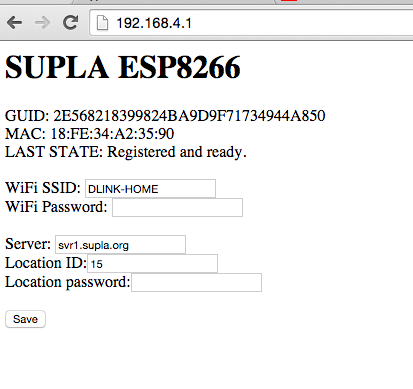 192.168.4.1
SUPLA ESP8266
GUID: 2E568218399824BA9D9F71734944A850
MAC: 18:FE:34:A2:35:90
LAST STATE: Registered and ready.
WiFi SSID: DLINK-HOME
WiFi Password:
Server: svr1.supla.org
Location ID: 15
Location password:
Save